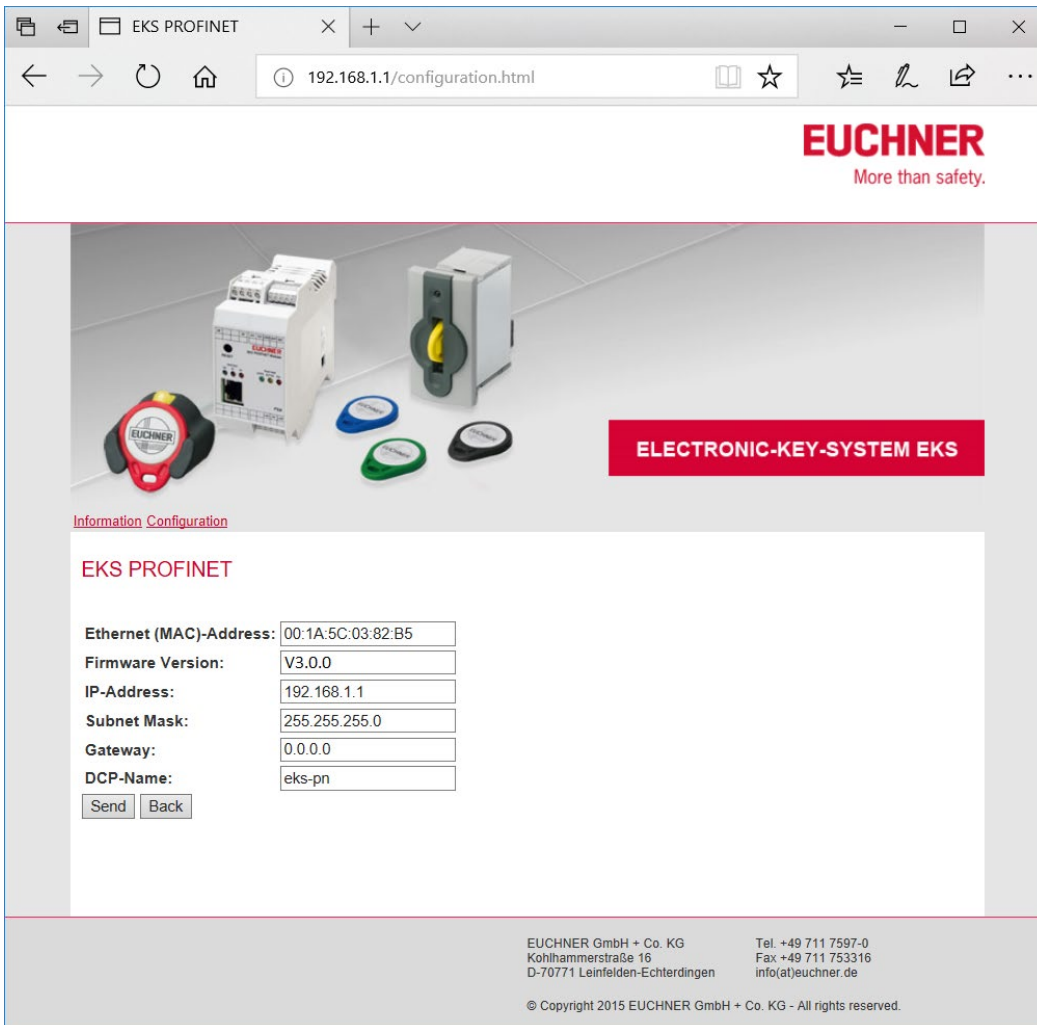 EKS PROFINET
192.168.1.1/configuration.html
EUCHNER
More than safety.
EUCHNER
EUCHNER
ELECTRONIC-KEY-SYSTEM EKS
Information Configuration
EKS PROFINET
Ethernet (MAC)-Address: 00:1A:5C:03:82:B5
Firmware Version: V3.0.0
IP-Address: 192.168.1.1
Subnet Mask: 255.255.255.0
Gateway: 0.0.0.0
DCP-Name: eks-pn
Send Back
EUCHNER GmbH + Co. KG
Kohlhammerstraße 16
D-70771 Leinfelden-Echterdingen
Tel. +49 711 7597-0
Fax +49 711 753316
info(at)euchner.de
© Copyright 2015 EUCHNER GmbH + Co. KG - All rights reserved.